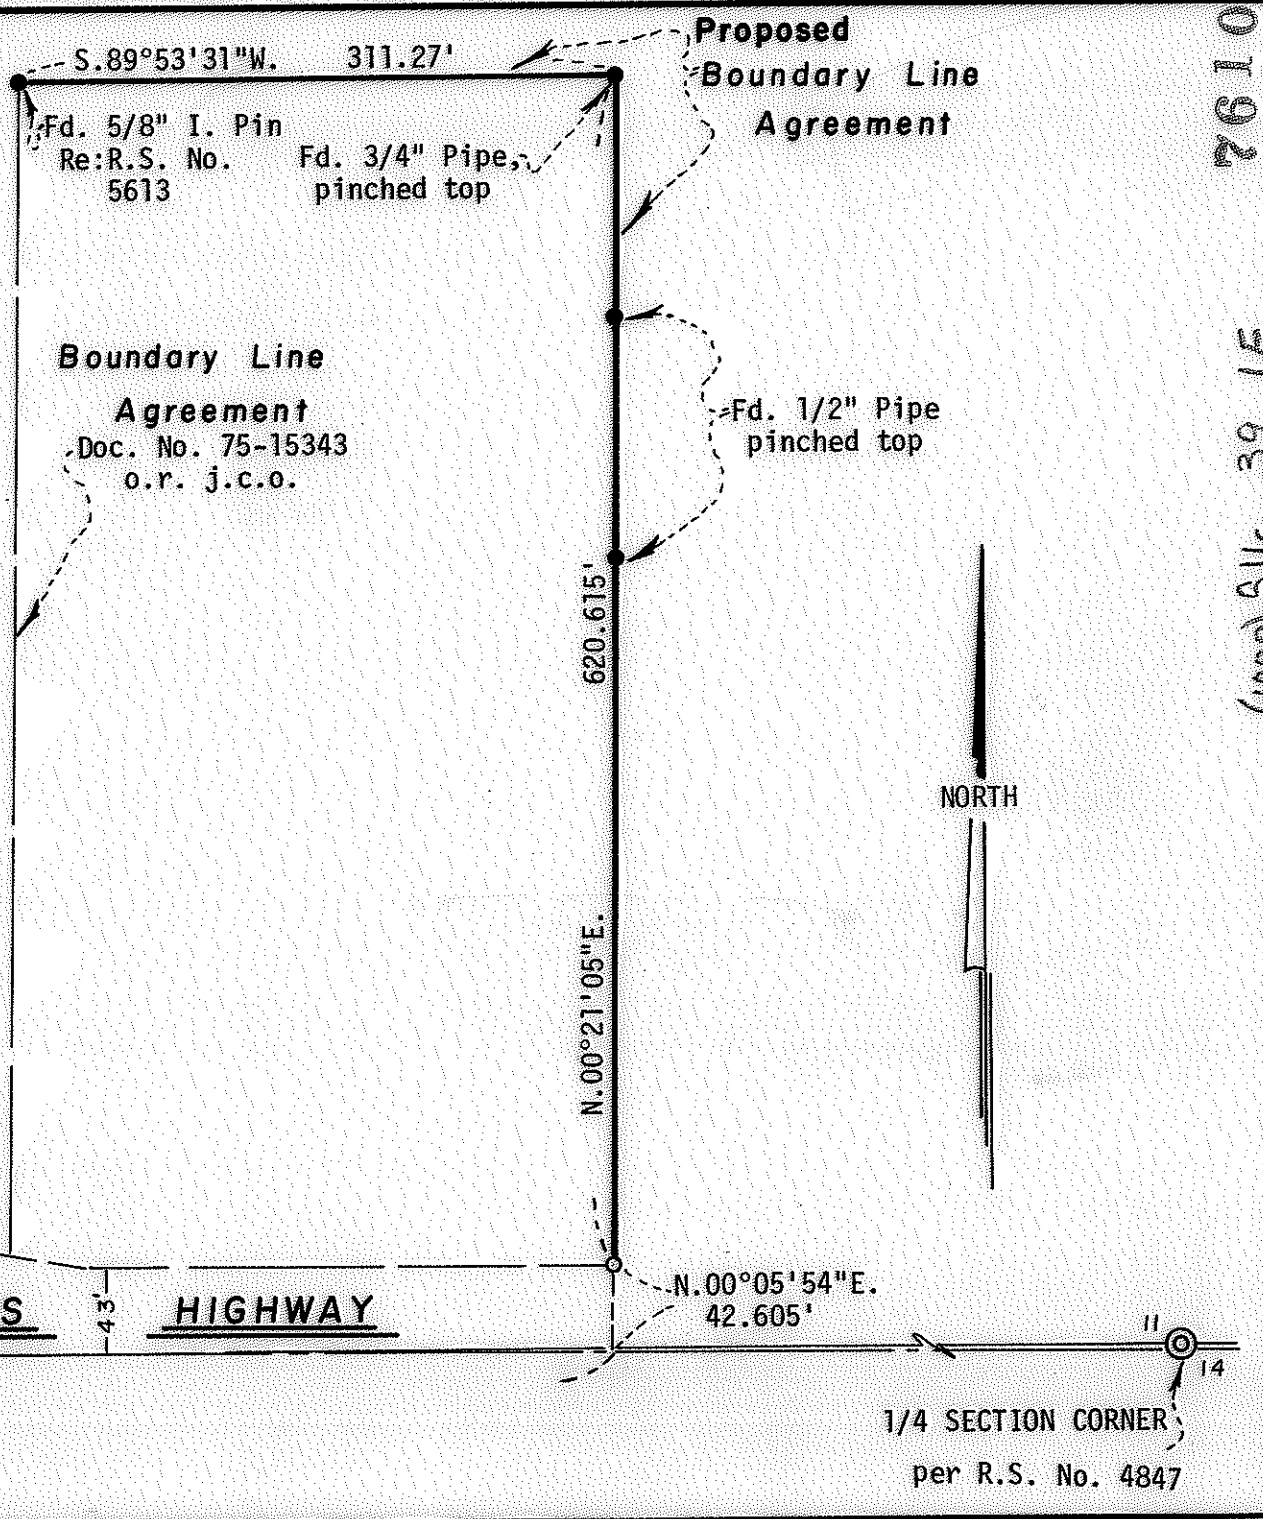 S.89°53'31"W. 311.27'
Proposed
Boundary Line
Agreement
Fd. 5/8" I. Pin
Re:R.S. No.
5613
Fd. 3/4" Pipe,
pinched top
Boundary Line
Agreement
Doc. No. 75-15343
o.r. j.c.o.
Fd. 1/2" Pipe
pinched top
620.615'
N.00°21'05"E.
NORTH
N.00°05'54"E.
42.605'
S HIGHWAY
43'
11
14
1/4 SECTION CORNER
per R.S. No. 4847
7610
39 1E